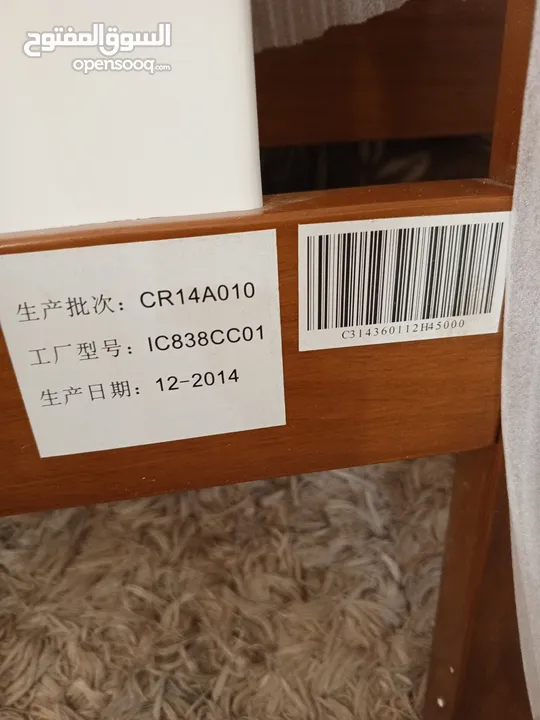 السوق المفتوح
opensooq.com
生产批次：CR14A010
工厂型号：IC838CC01
生产日期：12-2014
C314360112H45000